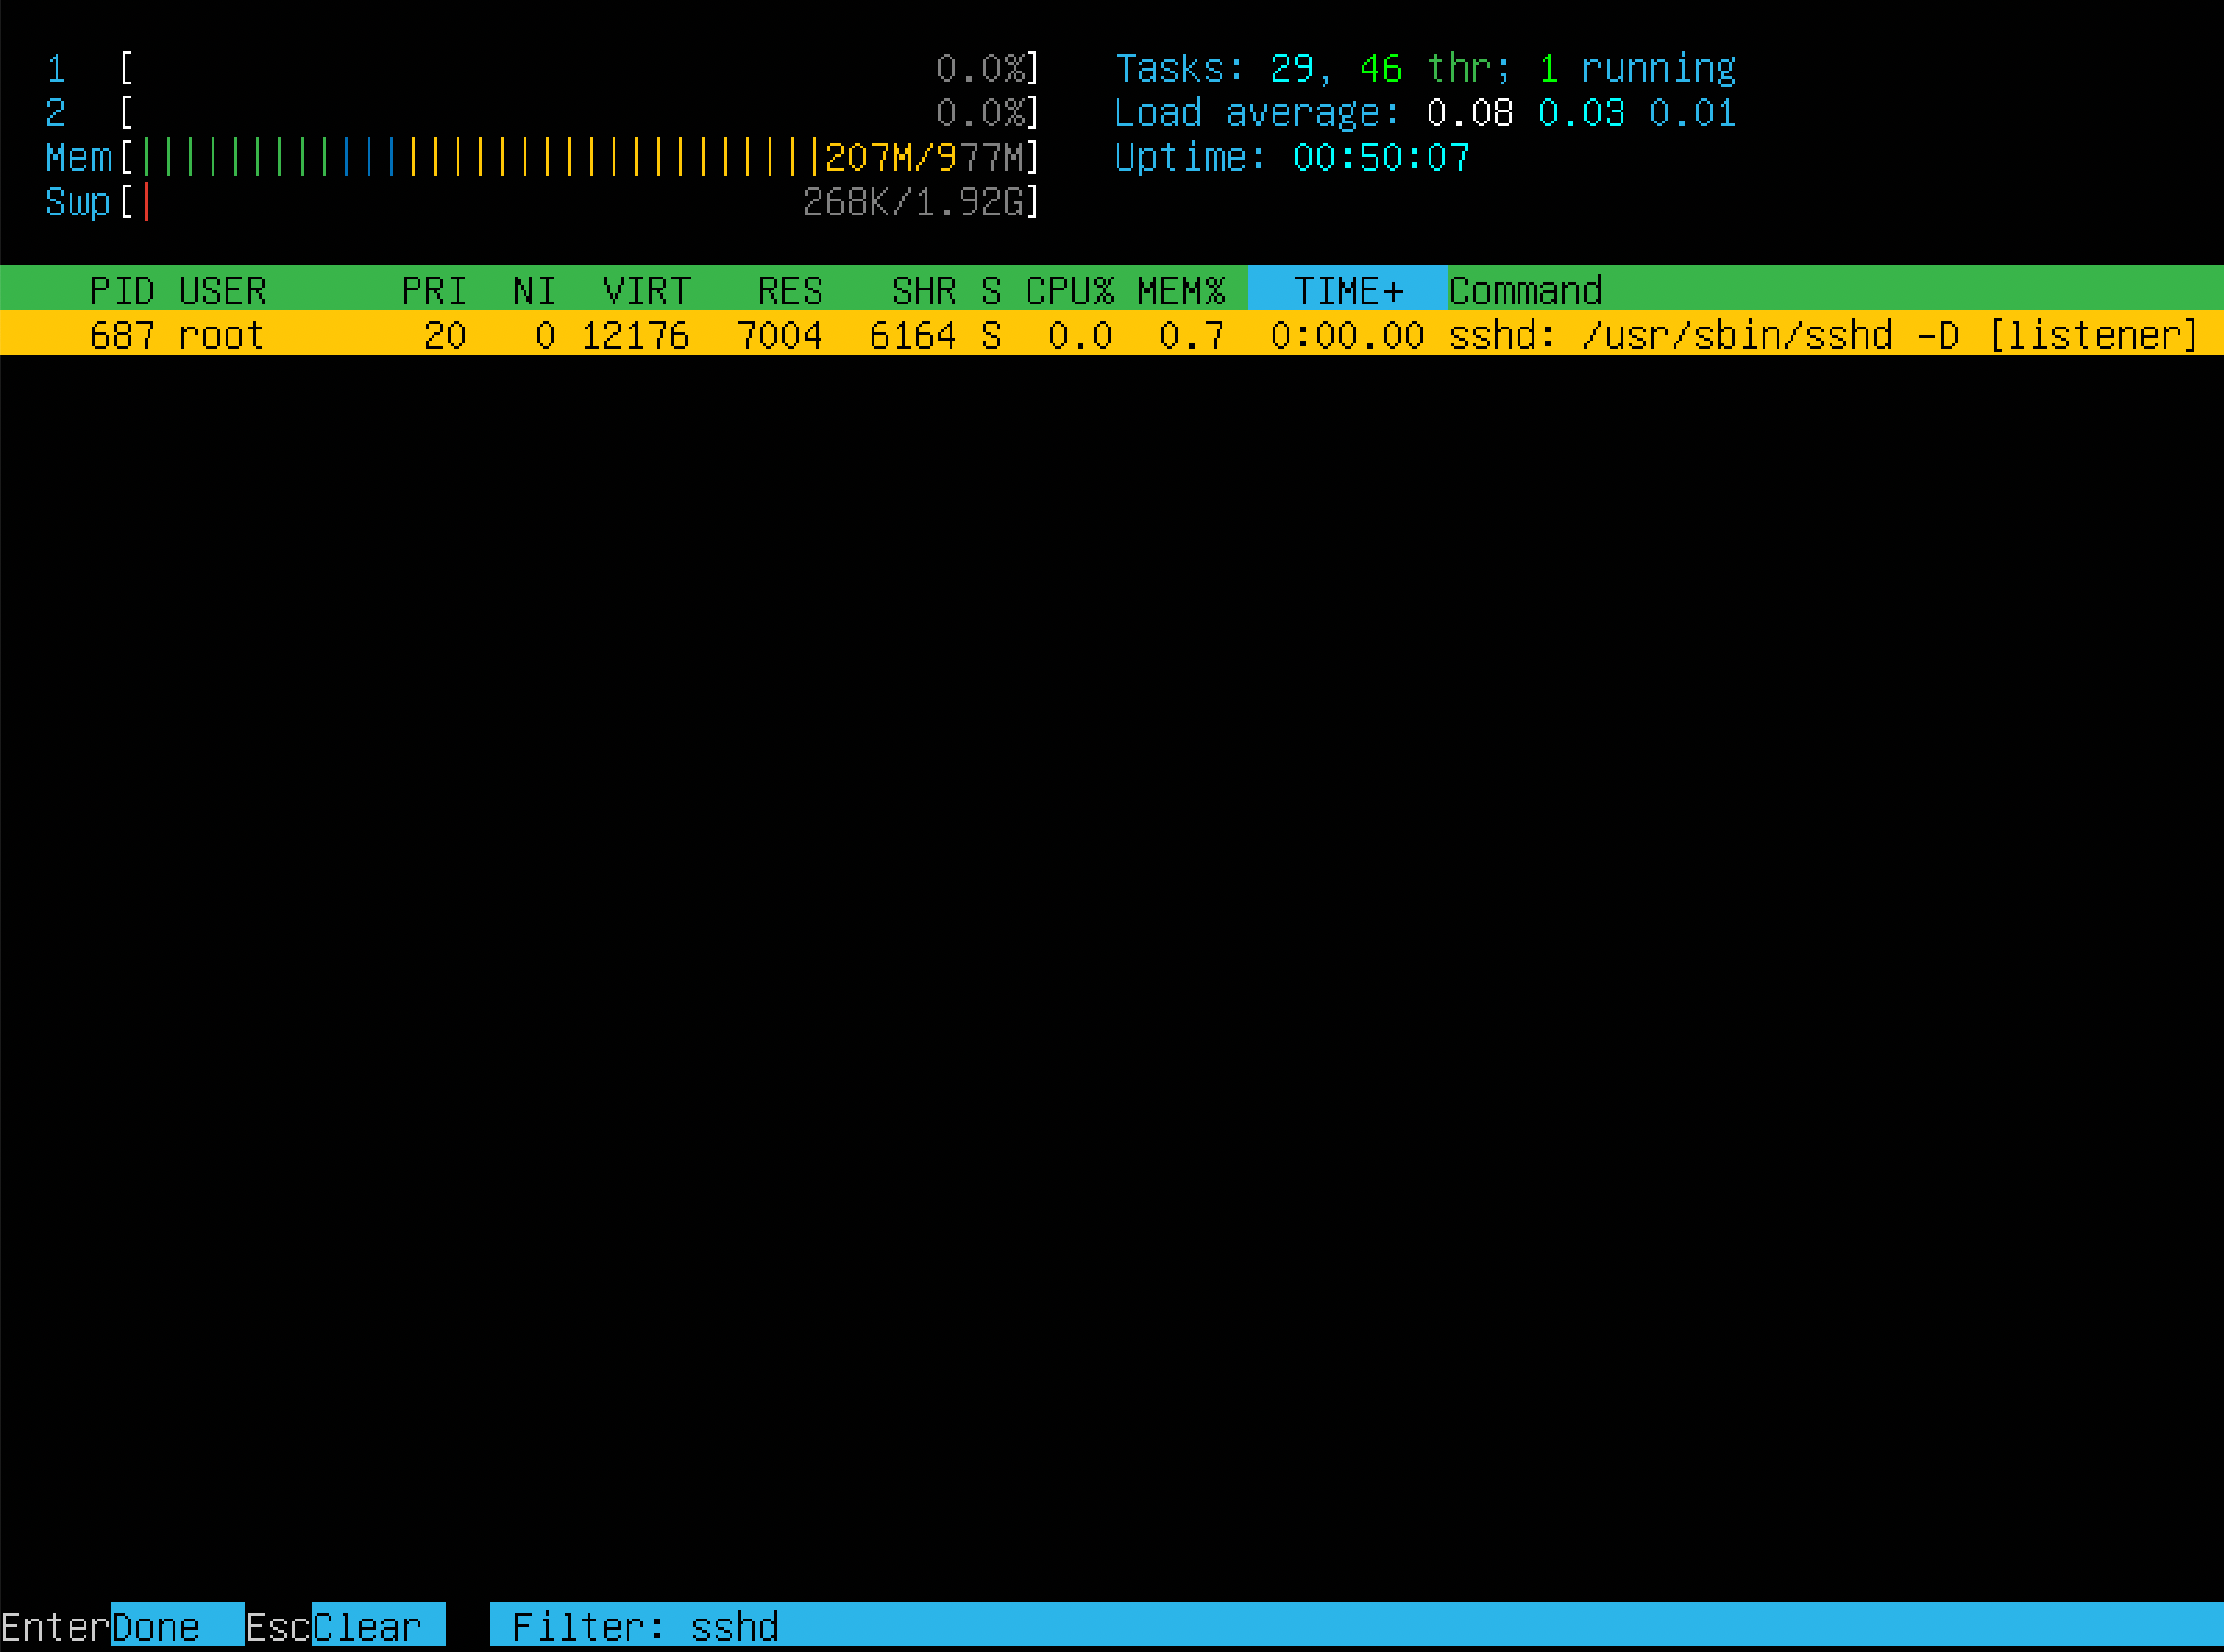 1 [ 0.0%] Tasks: 29, 46 thr; 1 running
2 [ 0.0%] Load average: 0.08 0.03 0.01
Mem[|||||||||||||||||||||||||||||||207M/977M] Uptime: 00:50:07
Swp[| 268K/1.92G]
PID USER PRI NI VIRT RES SHR S CPU% MEM% TIME+ Command
687 root 20 0 12176 7004 6164 S 0.0 0.7 0:00.00 sshd: /usr/sbin/sshd -D [listener]
EnterDone EscClear Filter: sshd